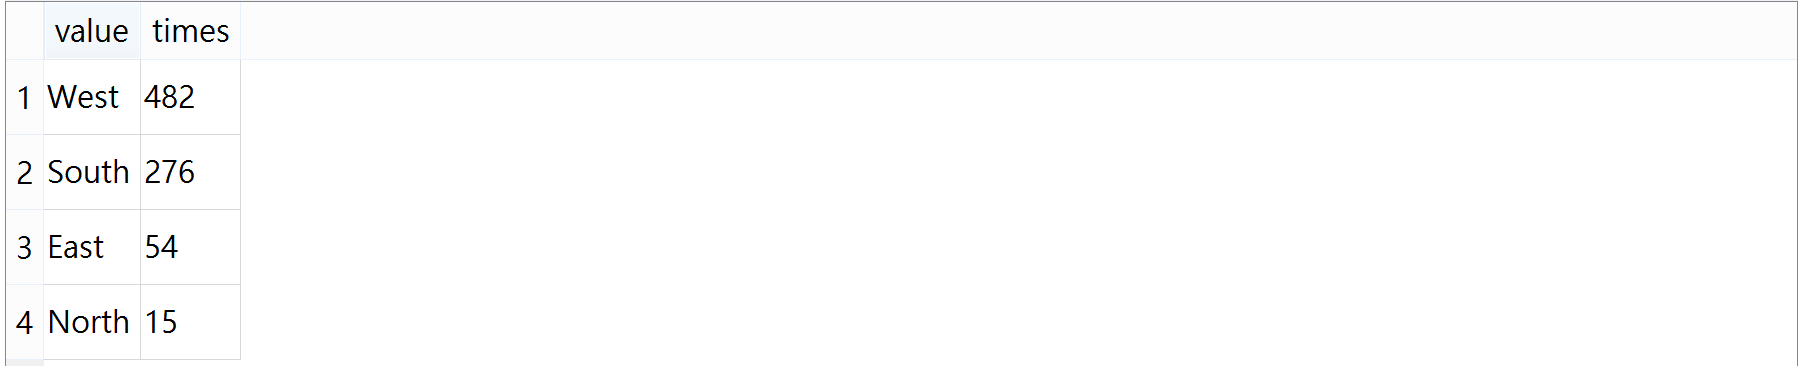 value times
1 West 482
2 South 276
3 East 54
4 North 15